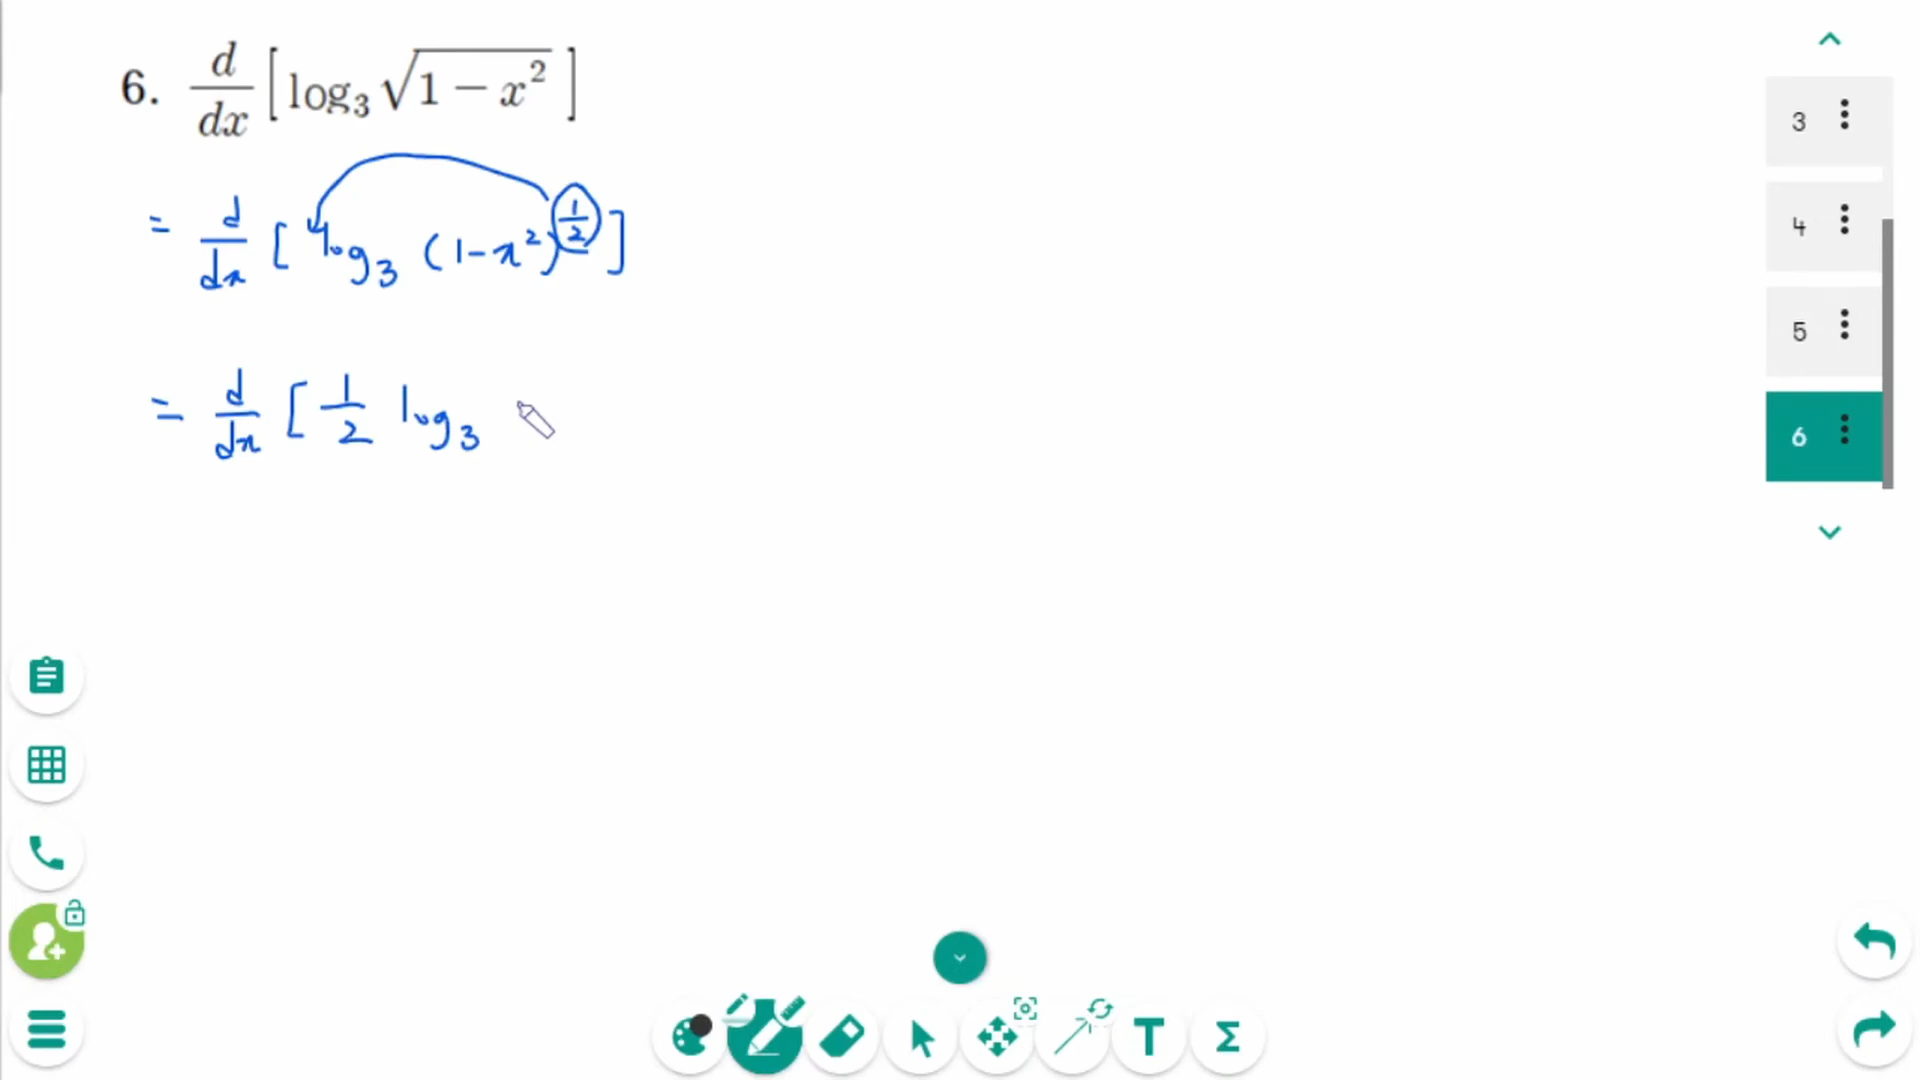 6. d/dx [ log₃ √(1 − x²) ]
= d/dx [ log₃ (1-x²)^(1/2) ]
= d/dx [ 1/2 log₃
3
4
5
6
T
Σ